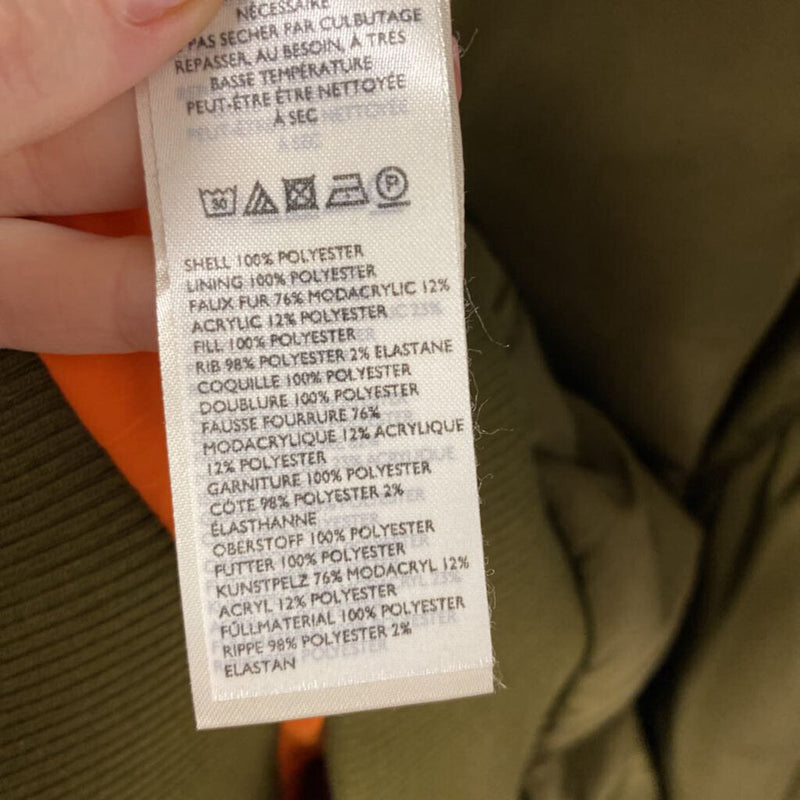 NÉCESSAIRE
PAS SÉCHER PAR CULBUTAGE
REPASSER, AU BESOIN, À TRÈS
BASSE TEMPÉRATURE
PEUT-ÊTRE ÊTRE NETTOYÉE
À SEC
30
P
SHELL 100% POLYESTER
LINING 100% POLYESTER
FAUX FUR 76% MODACRYLIC 12%
ACRYLIC 12% POLYESTER
FILL 100% POLYESTER
RIB 98% POLYESTER 2% ELASTANE
COQUILLE 100% POLYESTER
DOUBLURE 100% POLYESTER
FAUSSE FOURRURE 76%
MODACRYLIQUE 12% ACRYLIQUE
12% POLYESTER
GARNITURE 100% POLYESTER
CÔTE 98% POLYESTER 2%
ÉLASTHANNE
OBERSTOFF 100% POLYESTER
FUTTER 100% POLYESTER
KUNSTPELZ 76% MODACRYL 12%
ACRYL 12% POLYESTER
FÜLLMATERIAL 100% POLYESTER
RIPPE 98% POLYESTER 2%
ELASTAN